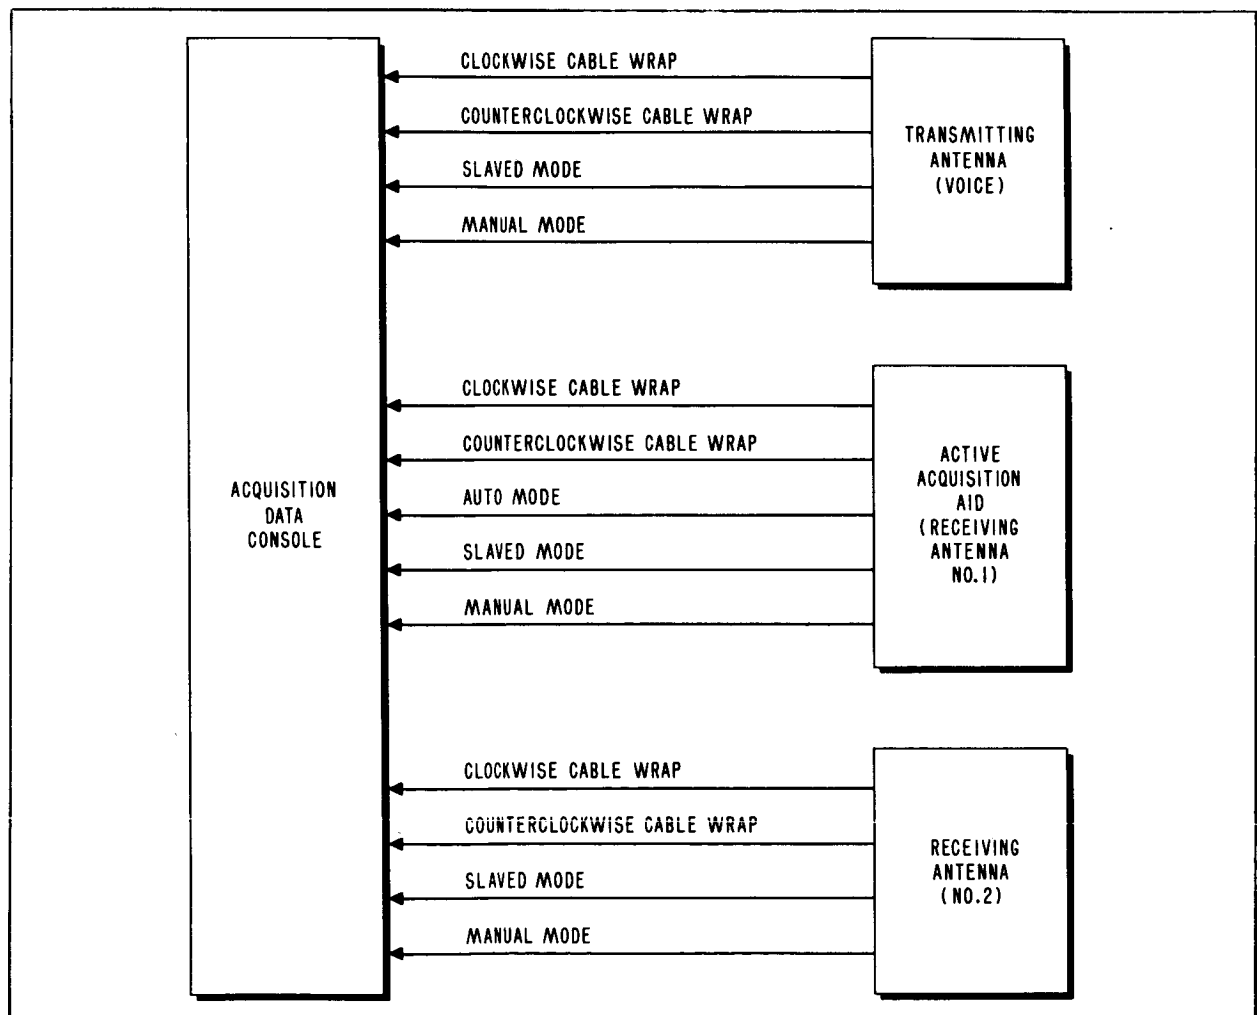 CLOCKWISE CABLE WRAP
COUNTERCLOCKWISE CABLE WRAP
SLAVED MODE
MANUAL MODE
TRANSMITTING
ANTENNA
(VOICE)
ACQUISITION
DATA
CONSOLE
CLOCKWISE CABLE WRAP
COUNTERCLOCKWISE CABLE WRAP
AUTO MODE
SLAVED MODE
MANUAL MODE
ACTIVE
ACQUISITION
AID
(RECEIVING
ANTENNA
NO.1)
CLOCKWISE CABLE WRAP
COUNTERCLOCKWISE CABLE WRAP
SLAVED MODE
MANUAL MODE
RECEIVING
ANTENNA
(NO.2)